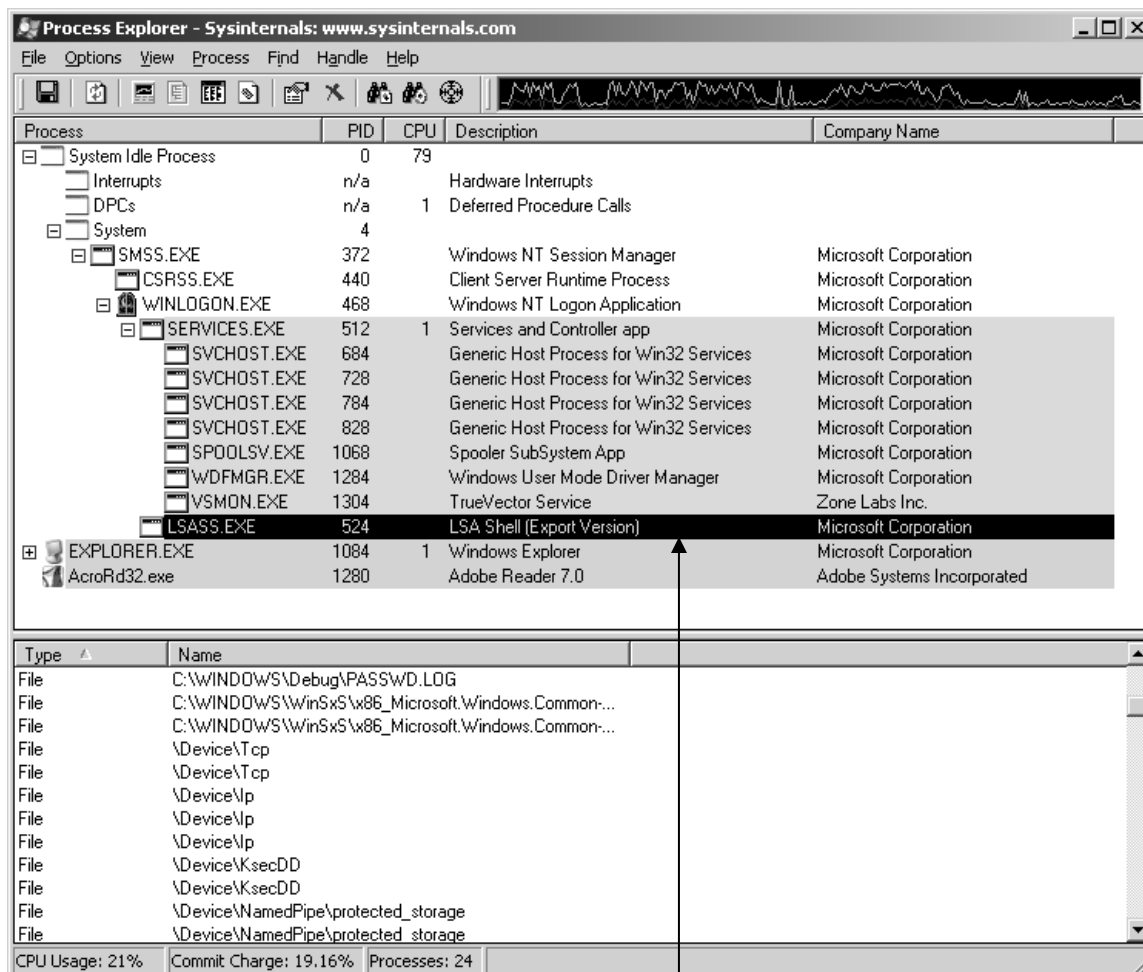 Process Explorer - Sysinternals: www.sysinternals.com
File Options View Process Find Handle Help
Process PID CPU Description Company Name
System Idle Process 0 79
Interrupts n/a Hardware Interrupts
DPCs n/a 1 Deferred Procedure Calls
System 4
SMSS.EXE 372 Windows NT Session Manager Microsoft Corporation
CSRSS.EXE 440 Client Server Runtime Process Microsoft Corporation
WINLOGON.EXE 468 Windows NT Logon Application Microsoft Corporation
SERVICES.EXE 512 1 Services and Controller app Microsoft Corporation
SVCHOST.EXE 684 Generic Host Process for Win32 Services Microsoft Corporation
SVCHOST.EXE 728 Generic Host Process for Win32 Services Microsoft Corporation
SVCHOST.EXE 784 Generic Host Process for Win32 Services Microsoft Corporation
SVCHOST.EXE 828 Generic Host Process for Win32 Services Microsoft Corporation
SPOOLSV.EXE 1068 Spooler SubSystem App Microsoft Corporation
WDFMGR.EXE 1284 Windows User Mode Driver Manager Microsoft Corporation
VSMON.EXE 1304 TrueVector Service Zone Labs Inc.
LSASS.EXE 524 LSA Shell (Export Version) Microsoft Corporation
EXPLORER.EXE 1084 1 Windows Explorer Microsoft Corporation
AcroRd32.exe 1280 Adobe Reader 7.0 Adobe Systems Incorporated
Type Name
File C:\WINDOWS\Debug\PASSWD.LOG
File C:\WINDOWS\WinSxS\x86_Microsoft.Windows.Common-...
File C:\WINDOWS\WinSxS\x86_Microsoft.Windows.Common-...
File \Device\Tcp
File \Device\Tcp
File \Device\Ip
File \Device\Ip
File \Device\Ip
File \Device\KsecDD
File \Device\KsecDD
File \Device\NamedPipe\protected_storage
File \Device\NamedPipe\protected_storage
CPU Usage: 21% Commit Charge: 19.16% Processes: 24